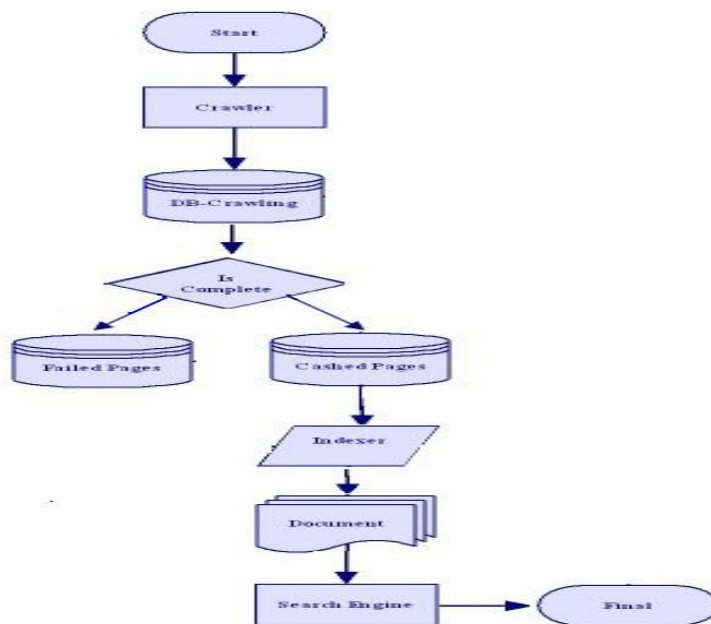 Start
Crawler
DB-Crawling
Is
Complete
Failed Pages
Cashed Pages
Indexer
Document
Search Engine
Final